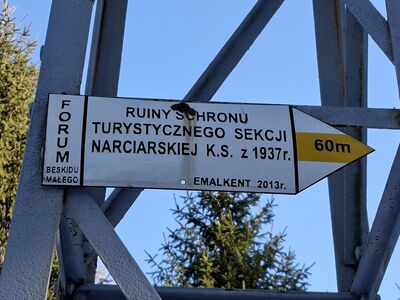 FORUM
BESKIDU
MAŁEGO
RUINY SCHRONU
TURYSTYCZNEGO SEKCJI
NARCIARSKIEJ K.S. z 1937r.
EMALKENT 2013r.
60m